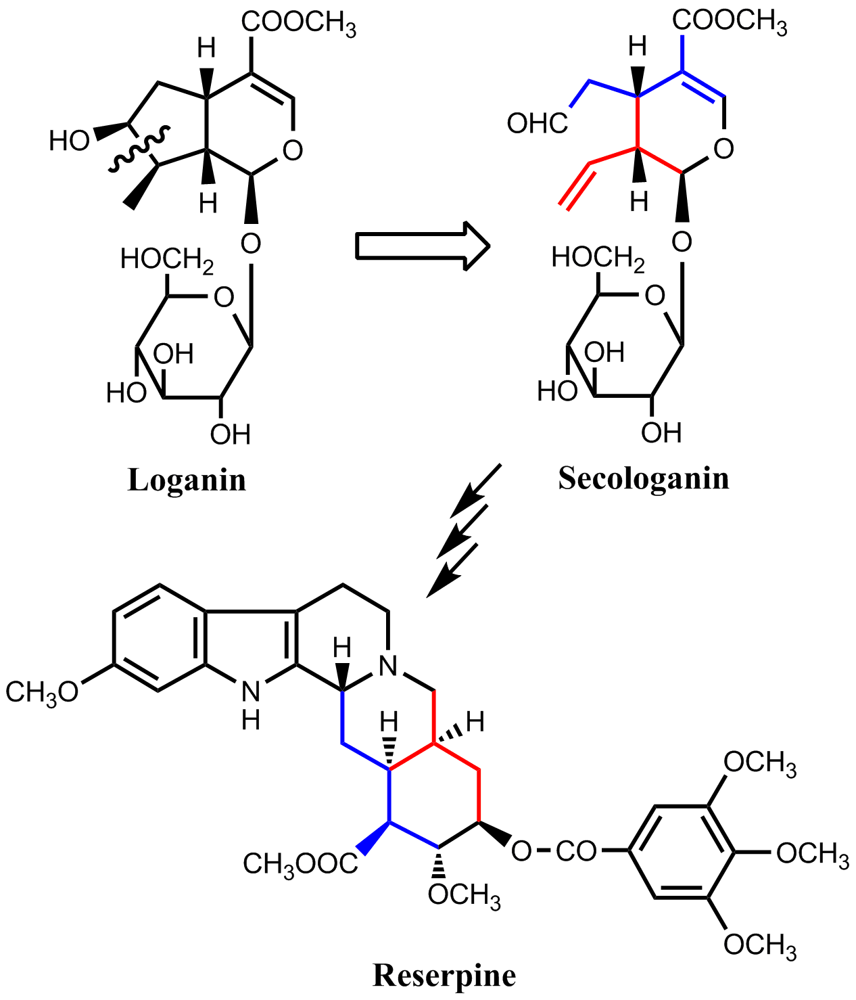 COOCH3
COOCH3
H
H
HO
OHC
O
O
H
H
O
O
HOCH2
HOCH2
O
O
OH
OH
HO
HO
OH
OH
Loganin
Secologanin
H
N
CH3O
N
H
H
H
OCH3
CH3OOC
O
CO
OCH3
OCH3
OCH3
Reserpine